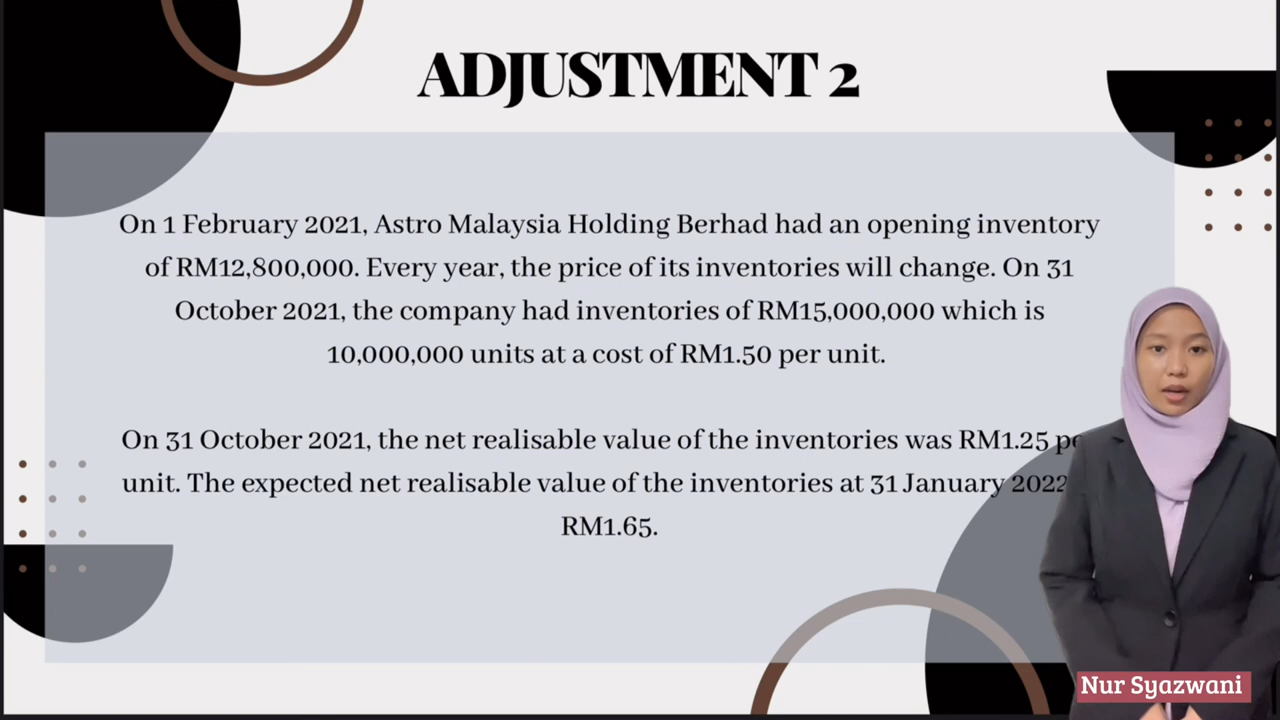 ADJUSTMENT 2
On 1 February 2021, Astro Malaysia Holding Berhad had an opening inventory
of RM12,800,000. Every year, the price of its inventories will change. On 31
October 2021, the company had inventories of RM15,000,000 which is
10,000,000 units at a cost of RM1.50 per unit.
On 31 October 2021, the net realisable value of the inventories was RM1.25
unit. The expected net realisable value of the inventories at 31 January 2022
RM1.65.
Nur Syazwani